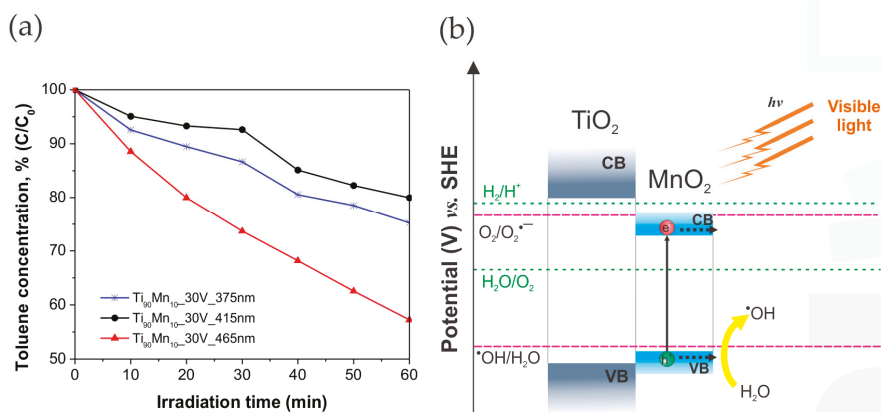 (a)
Toluene concentration, % (C/C₀)
100
90
80
70
60
50
0 10 20 30 40 50 60
Irradiation time (min)
Ti₉₀Mn₁₀_30V_375nm
Ti₉₀Mn₁₀_30V_415nm
Ti₉₀Mn₁₀_30V_465nm
(b)
Potential (V) vs. SHE
hν
Visible
light
TiO₂
CB
MnO₂
H₂/H⁺
CB
O₂/O₂•⁻
e⁻
H₂O/O₂
•OH
•OH/H₂O
h⁺
VB
VB
H₂O